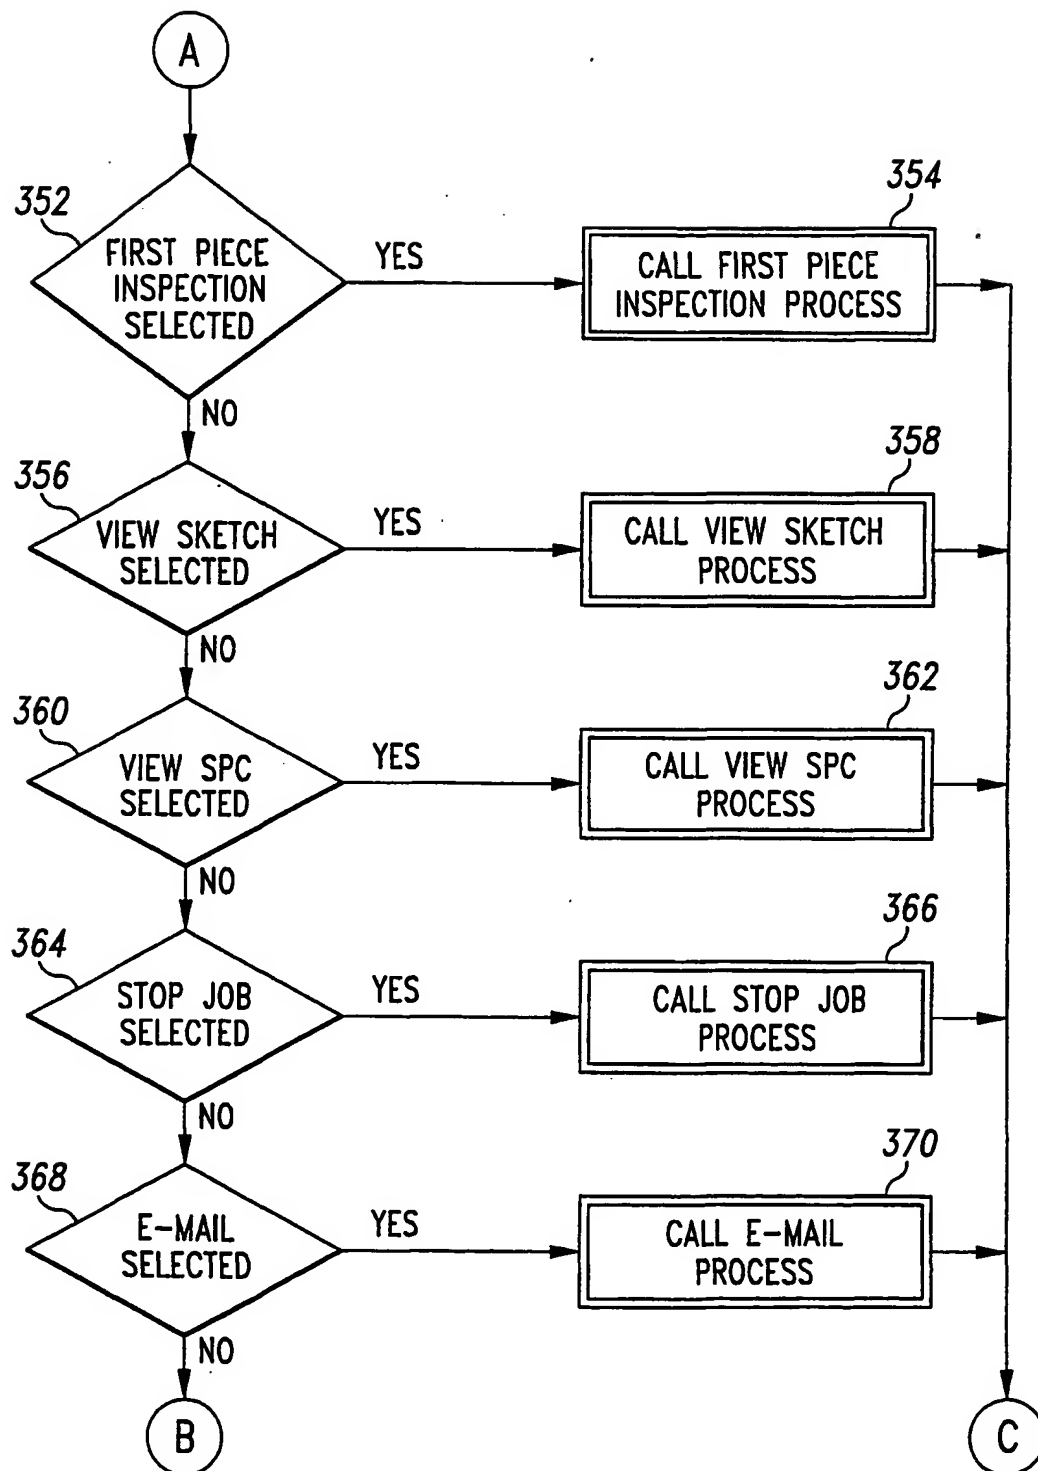 A
352
FIRST PIECE
INSPECTION
SELECTED
YES
354
CALL FIRST PIECE
INSPECTION PROCESS
NO
356
VIEW SKETCH
SELECTED
YES
358
CALL VIEW SKETCH
PROCESS
NO
360
VIEW SPC
SELECTED
YES
362
CALL VIEW SPC
PROCESS
NO
364
STOP JOB
SELECTED
YES
366
CALL STOP JOB
PROCESS
NO
368
E-MAIL
SELECTED
YES
370
CALL E-MAIL
PROCESS
NO
B
C